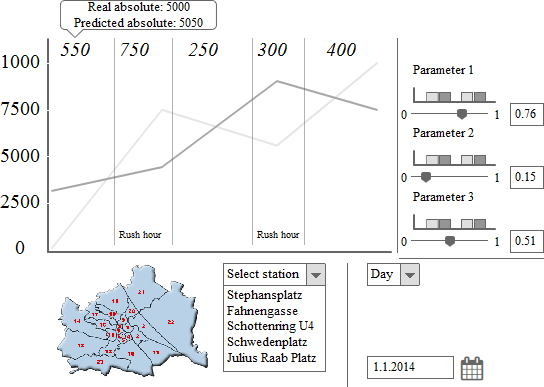 Real absolute: 5000
Predicted absolute: 5050
550 750 250 300 400
1000
7500
5000
2500
0
Rush hour Rush hour
Parameter 1
0 1 0.76
Parameter 2
0 1 0.15
Parameter 3
0 1 0.51
Select station
Stephansplatz
Fahnengasse
Schottenring U4
Schwedenplatz
Julius Raab Platz
Day
1.1.2014
21
22